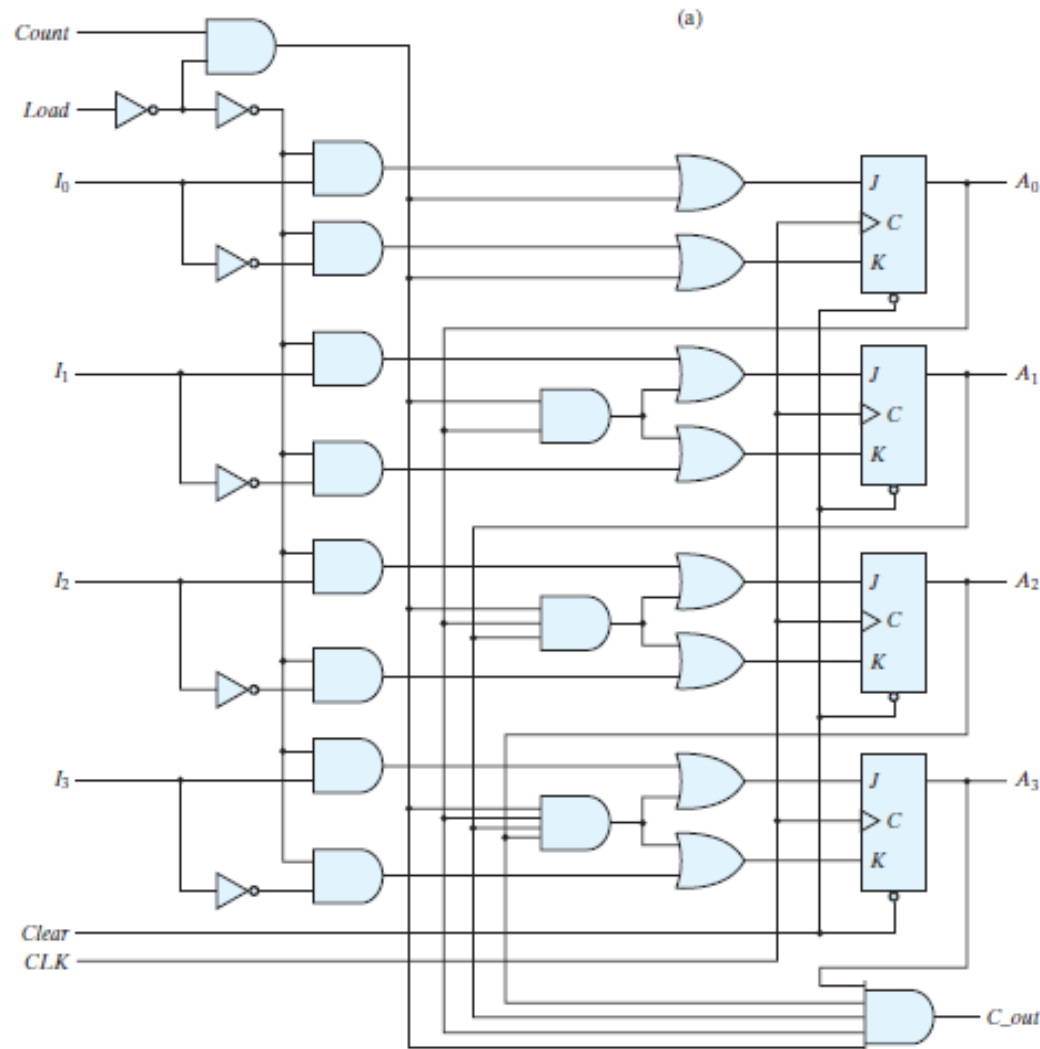 (a)
Count
Load
I₀
J
A₀
C
K
I₁
J
A₁
C
K
I₂
J
A₂
C
K
I₃
J
A₃
C
K
Clear
CLK
C_out